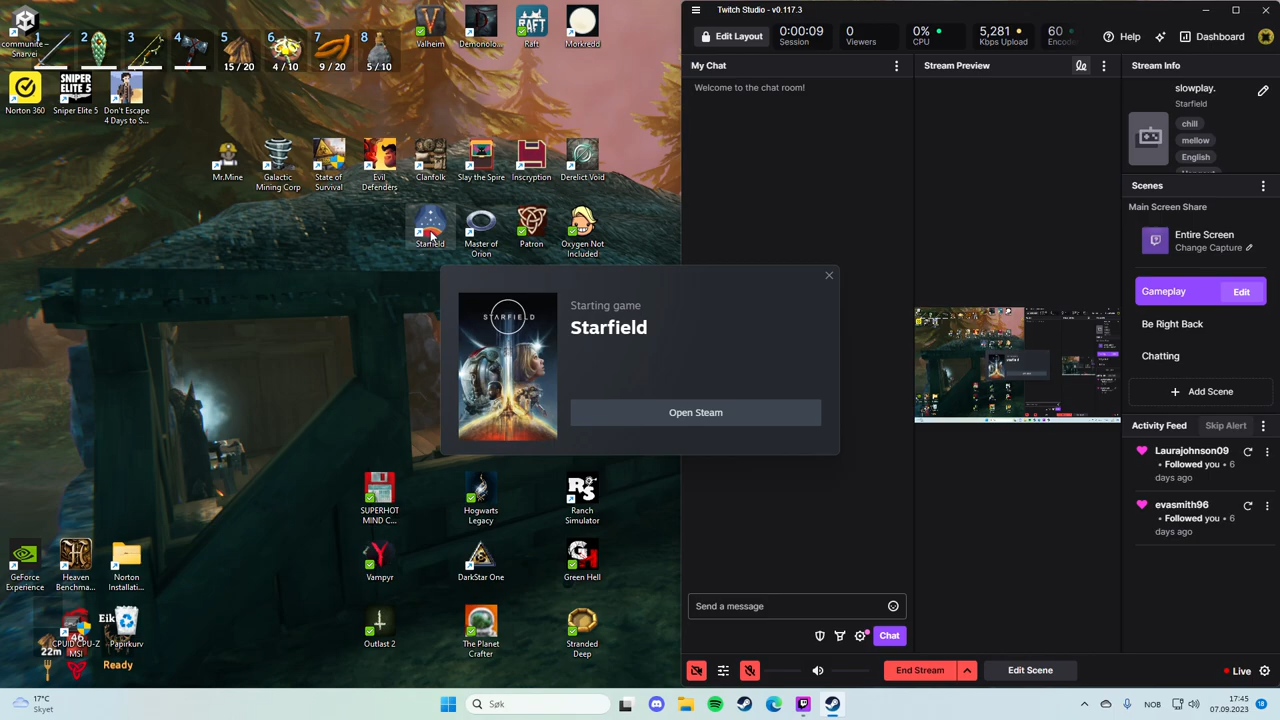 community –
Snarvei
1
2
3
4
5
6
7
8
15 / 20
4 / 10
9 / 20
5 / 10
Valheim
Demonolo...
Raft
Morkredd
Norton 360
Sniper Elite 5
Don't Escape
4 Days to S...
Mr.Mine
Galactic
Mining Corp
State of
Survival
Evil
Defenders
Clanfolk
Slay the Spire
Inscryption
Derelict Void
Starfield
Master of
Orion
Patron
Oxygen Not
Included
STARFIELD
Starting game
Starfield
Open Steam
SUPERHOT
MIND C...
Hogwarts
Legacy
Ranch
Simulator
GeForce
Experience
Heaven
Benchma...
Norton
Installati...
Vampyr
DarkStar One
Green Hell
Eik
46
CPUID CPU-Z
MSI
Papirkurv
22m
Ready
Outlast 2
The Planet
Crafter
Stranded
Deep
Twitch Studio - v0.117.3
Edit Layout
0:00:09
Session
0
Viewers
0%
CPU
5,281
Kbps Upload
60
Encod
Help
Dashboard
My Chat
Welcome to the chat room!
Send a message
Chat
Stream Preview
Stream Info
slowplay.
Starfield
chill
mellow
English
Scenes
Main Screen Share
Entire Screen
Change Capture
Gameplay
Edit
Be Right Back
Chatting
Add Scene
Activity Feed
Skip Alert
Laurajohnson09
• Followed you • 6
days ago
evasmith96
• Followed you • 6
days ago
End Stream
Edit Scene
Live
17°C
Skyet
Søk
NOB
17:45
07.09.2023
18